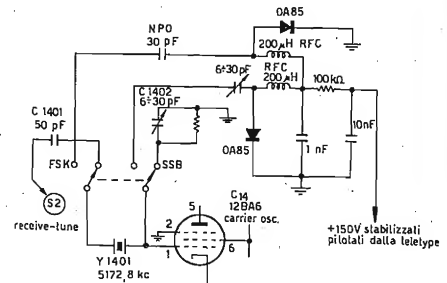 OA85
NPO
30 pF
200 µH RFC
RFC
200 µH
100kΩ
6÷30pF
C 1402
6÷30 pF
C 1401
50 pF
10nF
1 nF
FSK
SSB
OA85
S2
receive-tune
C14
12BA6
carrier osc.
5
2
6
1
+150V stabilizzati
pilotati dalla teletype
Y 1401
5172,8 kc